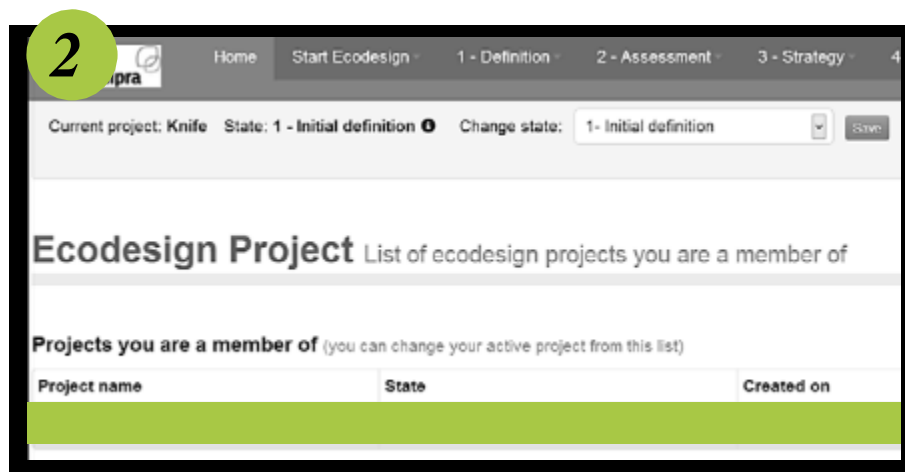 2
Home Start Ecodesign 1 - Definition 2 - Assessment 3 - Strategy 4
Current project: Knife State: 1 - Initial definition Change state: 1- Initial definition Save
Ecodesign Project List of ecodesign projects you are a member of
Projects you are a member of (you can change your active project from this list)
Project name State Created on